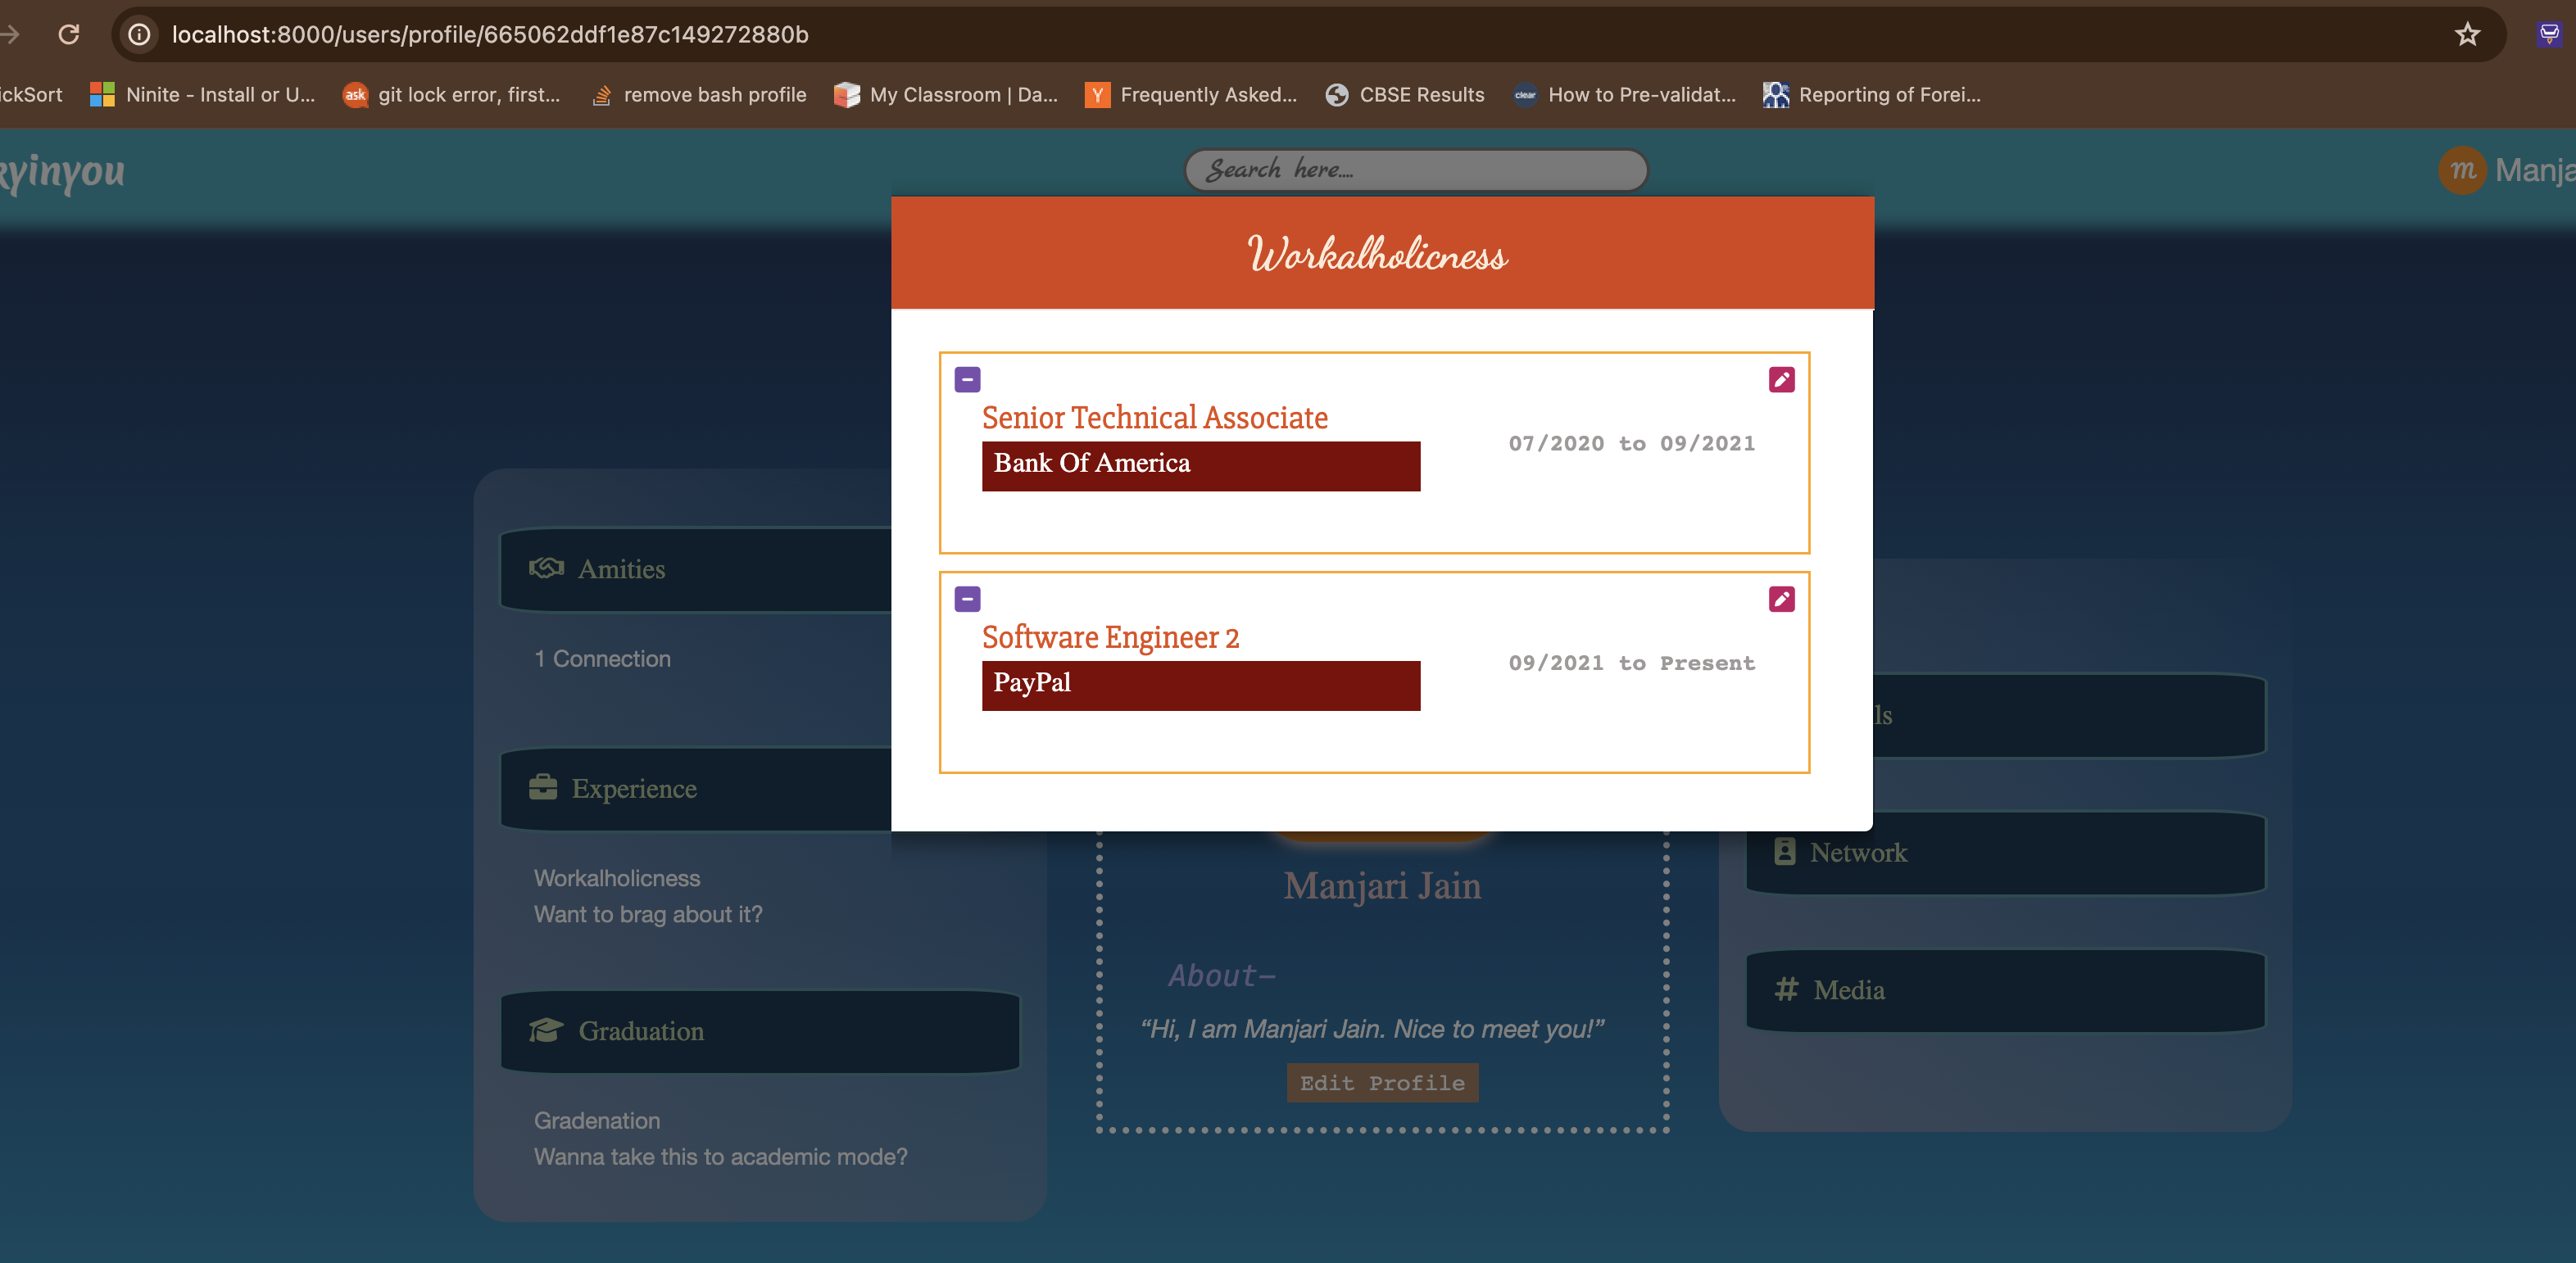 localhost:8000/users/profile/665062ddf1e87c149272880b
ickSort Ninite - Install or U... ask git lock error, first... remove bash profile My Classroom | Da... Y Frequently Asked... CBSE Results clear How to Pre-validat... Reporting of Forei...
kyinyou Search here.... m Manja
Workalholicness
Senior Technical Associate
07/2020 to 09/2021
Bank Of America
Software Engineer 2
09/2021 to Present
PayPal
Amities
1 Connection
Experience
Workalholicness
Want to brag about it?
Graduation
Gradenation
Wanna take this to academic mode?
Manjari Jain
About—
“Hi, I am Manjari Jain. Nice to meet you!”
Edit Profile
ls
Network
# Media